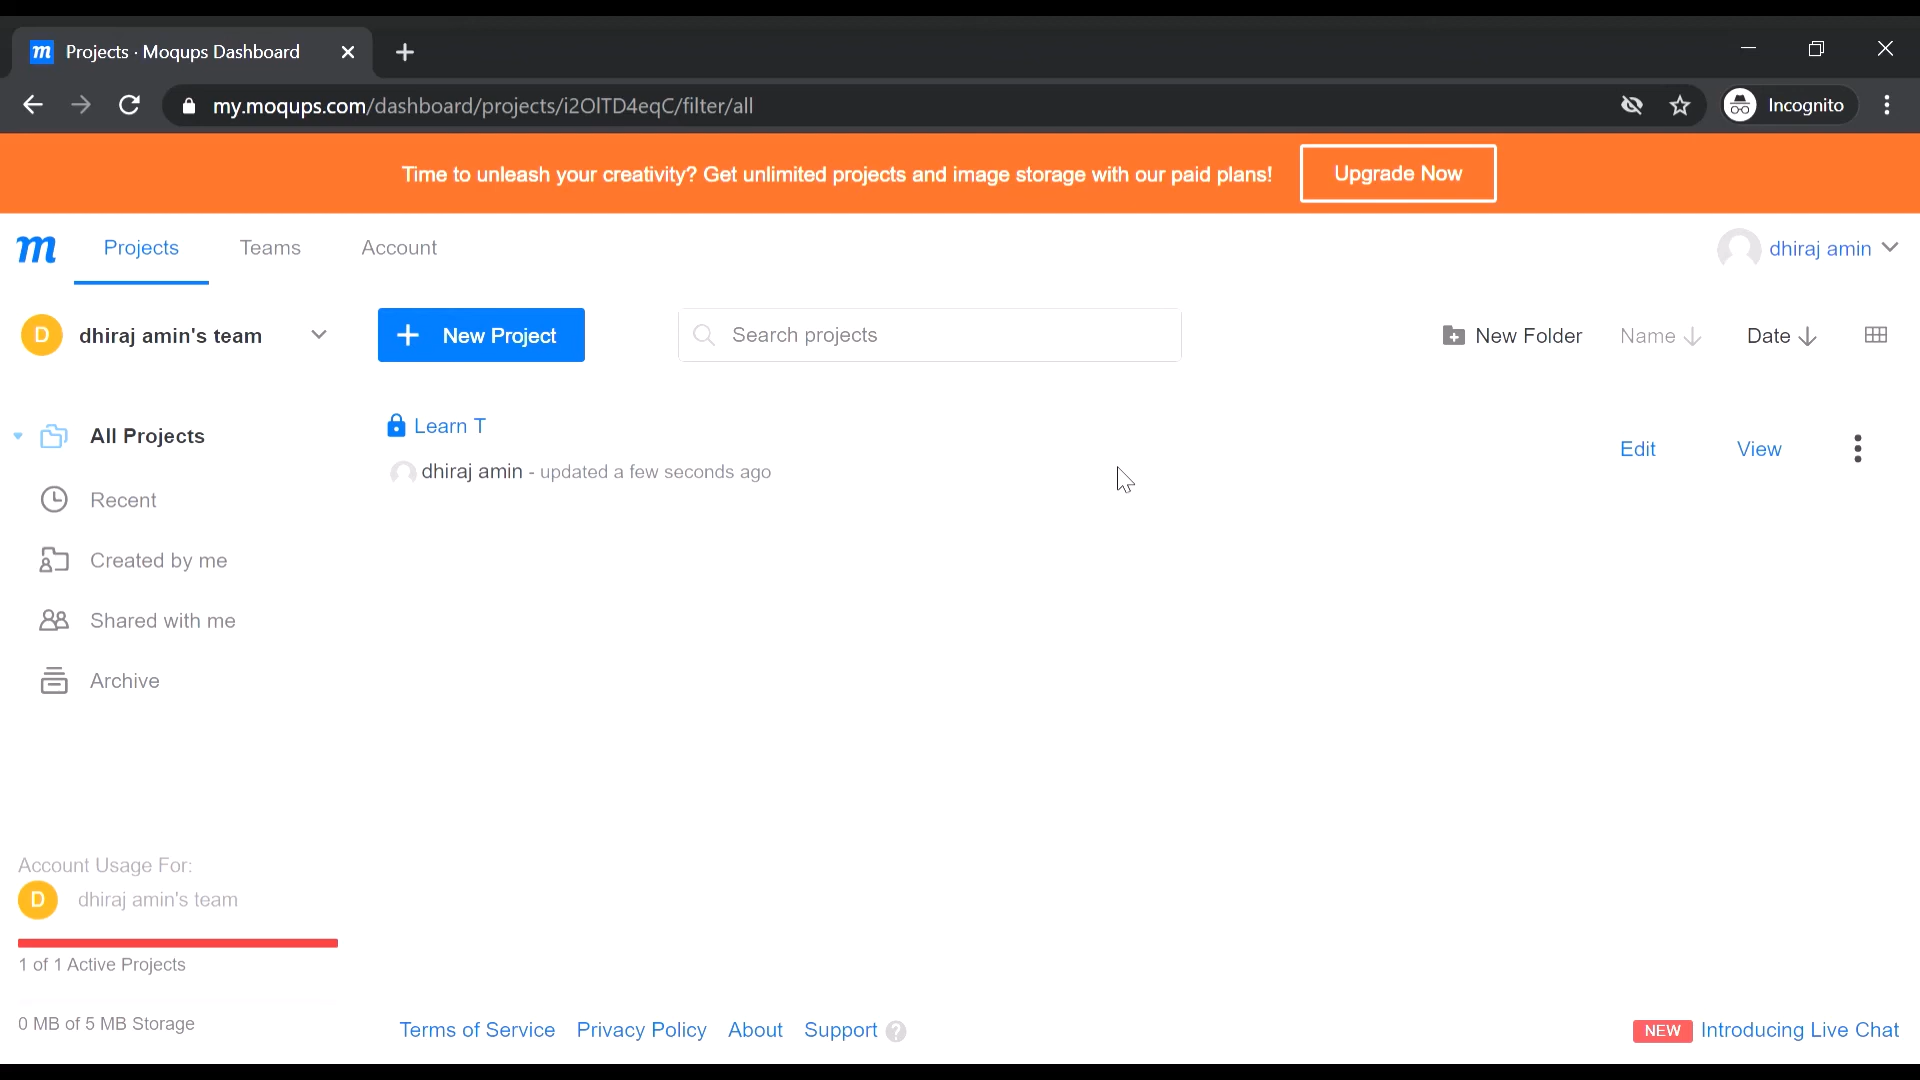 m Projects · Moqups Dashboard
my.moqups.com/dashboard/projects/i2OlTD4eqC/filter/all
Incognito
Time to unleash your creativity? Get unlimited projects and image storage with our paid plans!
Upgrade Now
m Projects Teams Account
dhiraj amin
D dhiraj amin's team
New Project
Search projects
New Folder
Name
Date
All Projects
Recent
Created by me
Shared with me
Archive
Learn T
dhiraj amin - updated a few seconds ago
Edit
View
Account Usage For:
D dhiraj amin's team
1 of 1 Active Projects
0 MB of 5 MB Storage
Terms of Service Privacy Policy About Support ?
NEW Introducing Live Chat